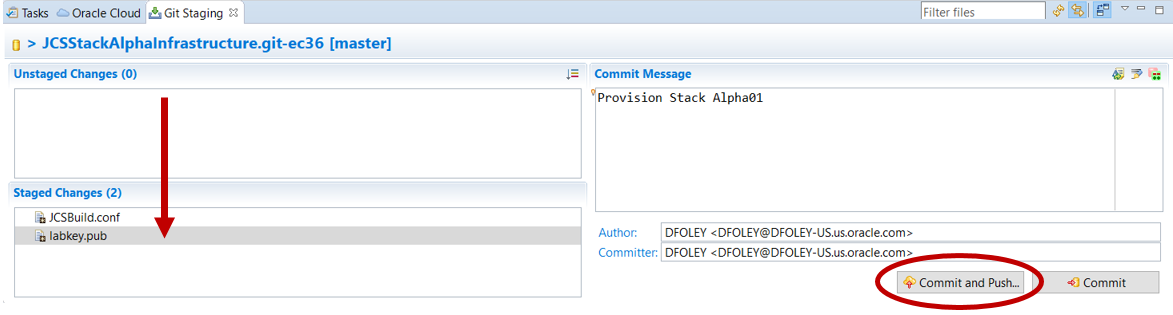 Tasks Oracle Cloud Git Staging Filter files
> JCSStackAlphaInfrastructure.git-ec36 [master]
Unstaged Changes (0)
Commit Message
Provision Stack Alpha01
Staged Changes (2)
JCSBuild.conf
labkey.pub
Author: DFOLEY <DFOLEY@DFOLEY-US.us.oracle.com>
Committer: DFOLEY <DFOLEY@DFOLEY-US.us.oracle.com>
Commit and Push... Commit